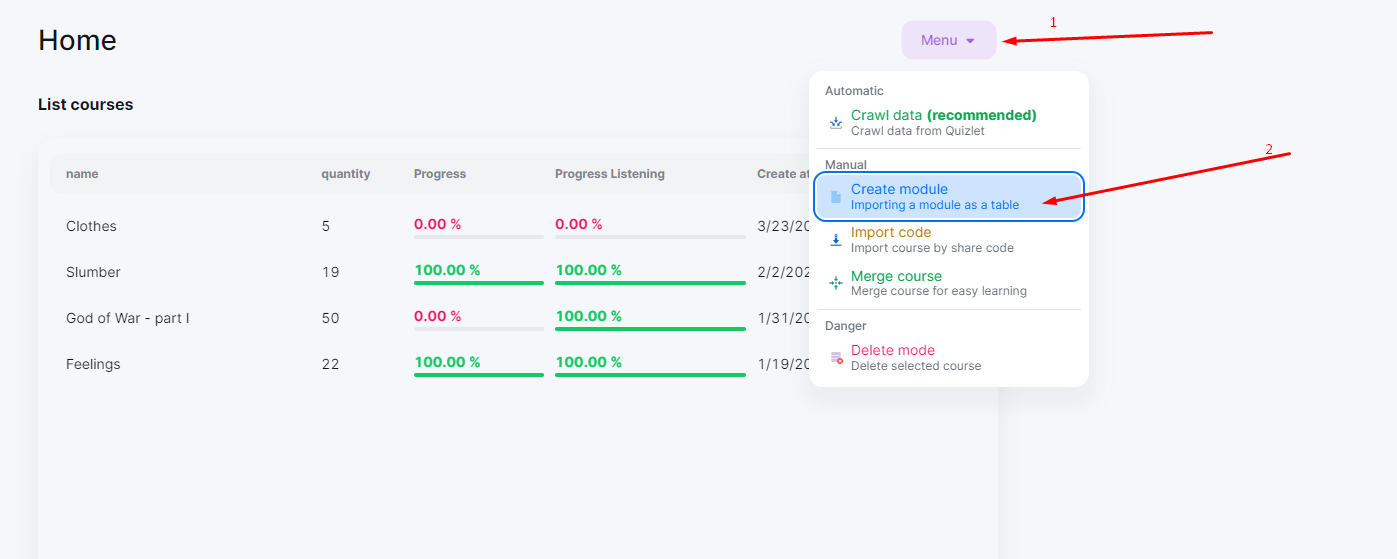 1
Home
Menu
Automatic
List courses
Crawl data (recommended)
Crawl data from Quizlet
2
Manual
name quantity Progress Progress Listening Create at
Create module
Importing a module as a table
Clothes 5 0.00 % 0.00 % 3/23/20
Import code
Import course by share code
Slumber 19 100.00 % 100.00 % 2/2/202
Merge course
Merge course for easy learning
God of War - part I 50 0.00 % 100.00 % 1/31/20
Danger
Feelings 22 100.00 % 100.00 % 1/19/20
Delete mode
Delete selected course